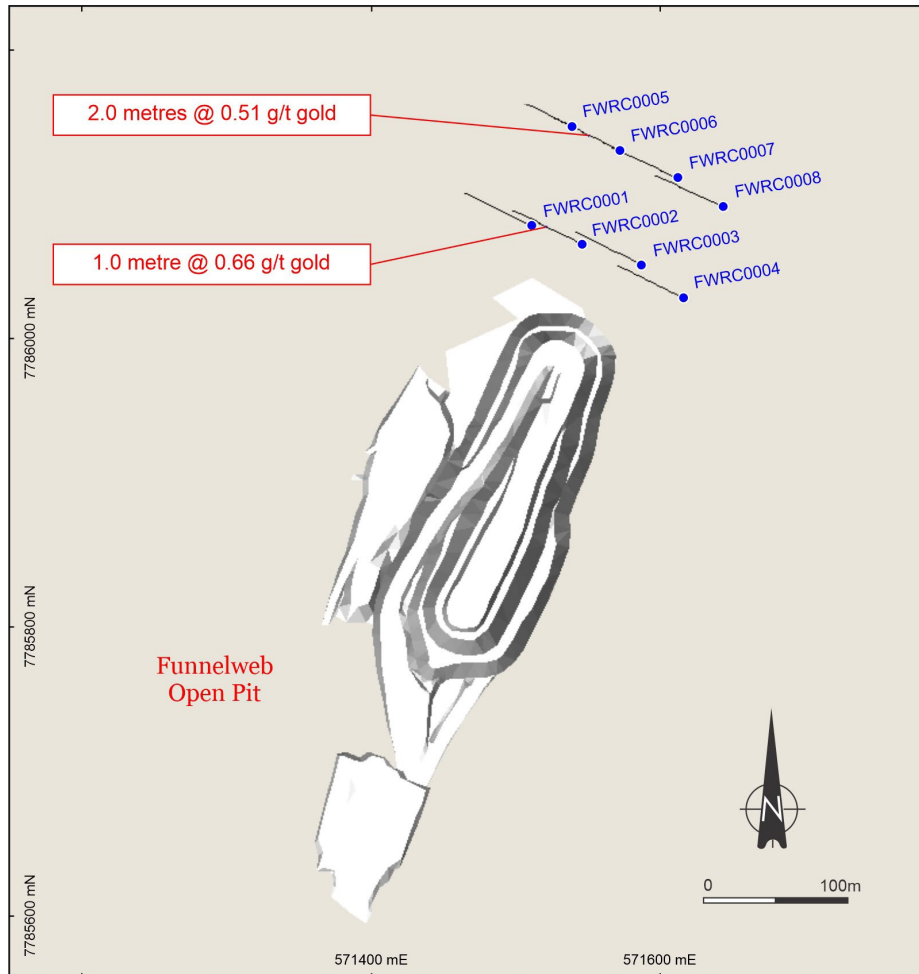 FWRC0005
2.0 metres @ 0.51 g/t gold
FWRC0006
FWRC0007
FWRC0008
FWRC0001
FWRC0002
1.0 metre @ 0.66 g/t gold
FWRC0003
FWRC0004
7786000 mN
7785800 mN
Funnelweb
Open Pit
N
0 100m
7785600 mN
571400 mE 571600 mE